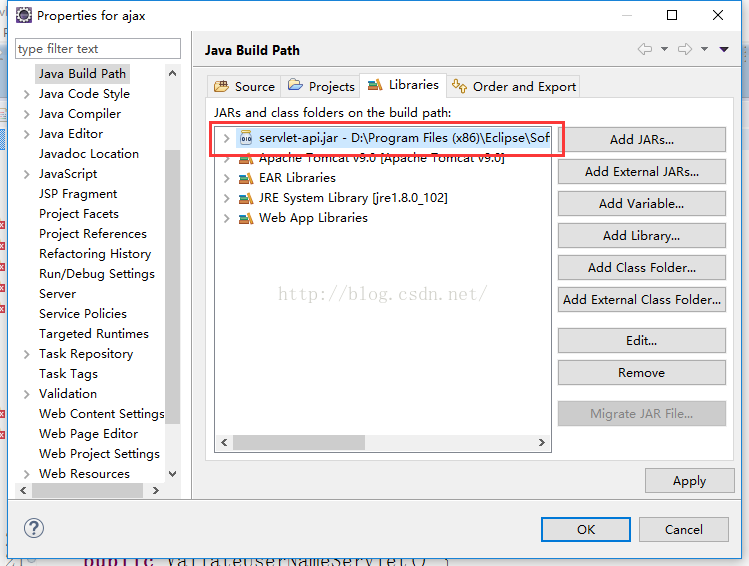 Properties for ajax
type filter text
Java Build Path
Java Code Style
Java Compiler
Java Editor
Javadoc Location
JavaScript
JSP Fragment
Project Facets
Project References
Refactoring History
Run/Debug Settings
Server
Service Policies
Targeted Runtimes
Task Repository
Task Tags
Validation
Web Content Settings
Web Page Editor
Web Project Settings
Web Resources
Java Build Path
Source
Projects
Libraries
Order and Export
JARs and class folders on the build path:
servlet-api.jar - D:\Program Files (x86)\Eclipse\Sof
Apache Tomcat v9.0 [Apache Tomcat v9.0]
EAR Libraries
JRE System Library [jre1.8.0_102]
Web App Libraries
http://blog.csdn.net/
Add JARs...
Add External JARs...
Add Variable...
Add Library...
Add Class Folder...
Add External Class Folder...
Edit...
Remove
Migrate JAR File...
Apply
OK
Cancel